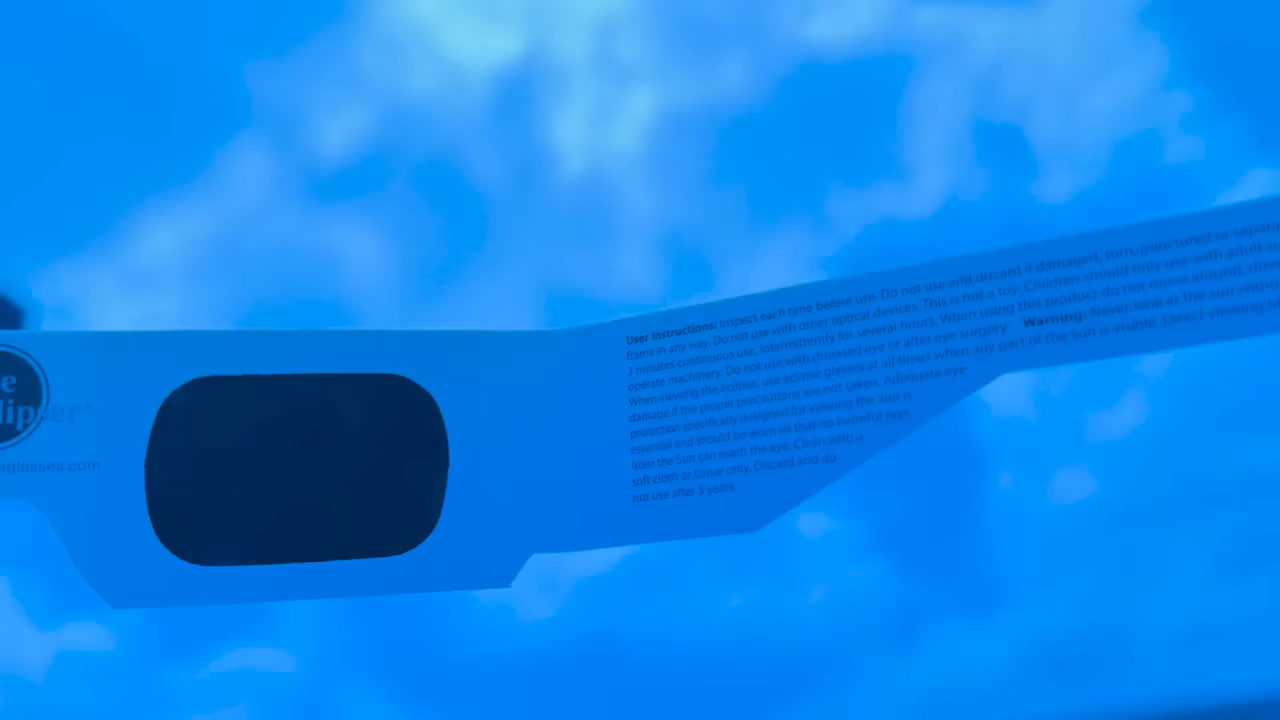 e
lipser™
oglasses.com
User Instructions: Inspect each time before use. Do not use and discard if damaged, torn, punctured or
frame in any way. Do not use with other optical devices. This is not a toy. Children should only use with adult
3 minutes continuous use, intermittently for several hours. When using this product do not move around,
operate machinery. Do not use with diseased eye or after eye surgery. Warning: Never look at the sun
When viewing the eclipse, use eclipse glasses at all times when any part of the Sun is visible. Direct viewing
damage if the proper precautions are not taken. Adequate eye
protection specifically designed for viewing the Sun is
essential and should be worn so that no harmful rays
from the Sun can reach the eye. Clean with a
soft cloth or tissue only. Discard and do
not use after 3 years.